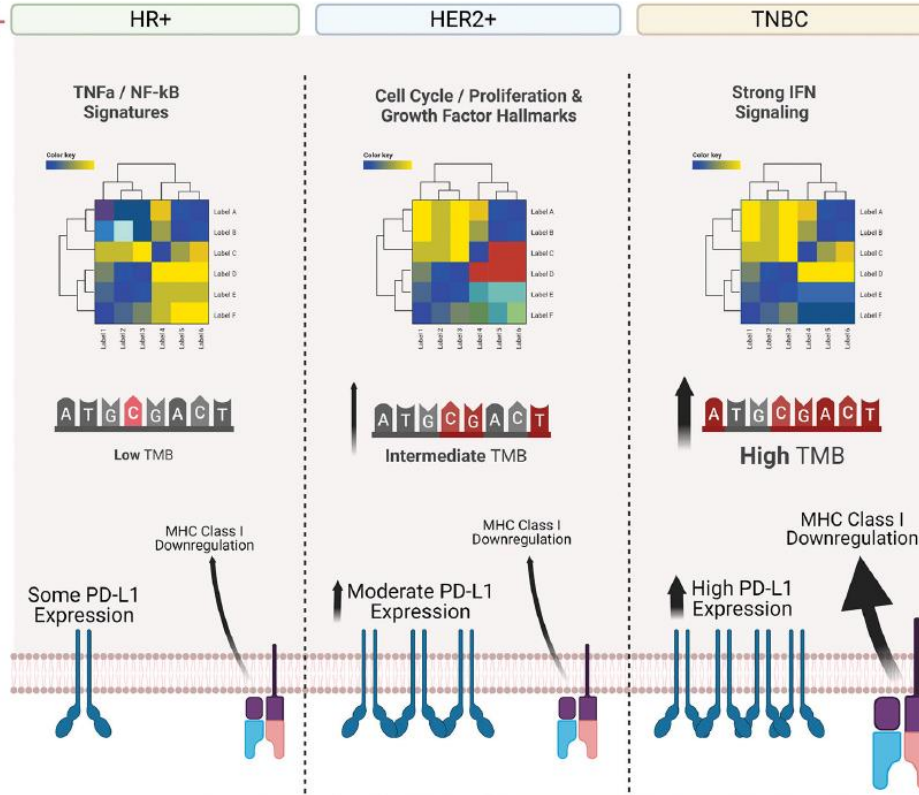 HR+
HER2+
TNBC
TNFa / NF-kB
Signatures
Cell Cycle / Proliferation &
Growth Factor Hallmarks
Strong IFN
Signaling
Color key
Label A
Label B
Label C
Label D
Label E
Label F
Label 1
Label 2
Label 3
Label 4
Label 5
Label 6
Color key
Label A
Label B
Label C
Label D
Label E
Label F
Label 1
Label 2
Label 3
Label 4
Label 5
Label 6
Color key
Label A
Label B
Label C
Label D
Label E
Label F
Label 1
Label 2
Label 3
Label 4
Label 5
Label 6
ATGCGACT
Low TMB
ATGCGACT
Intermediate TMB
ATGCGACT
High TMB
MHC Class I
Downregulation
Some PD-L1
Expression
MHC Class I
Downregulation
Moderate PD-L1
Expression
MHC Class I
Downregulation
High PD-L1
Expression